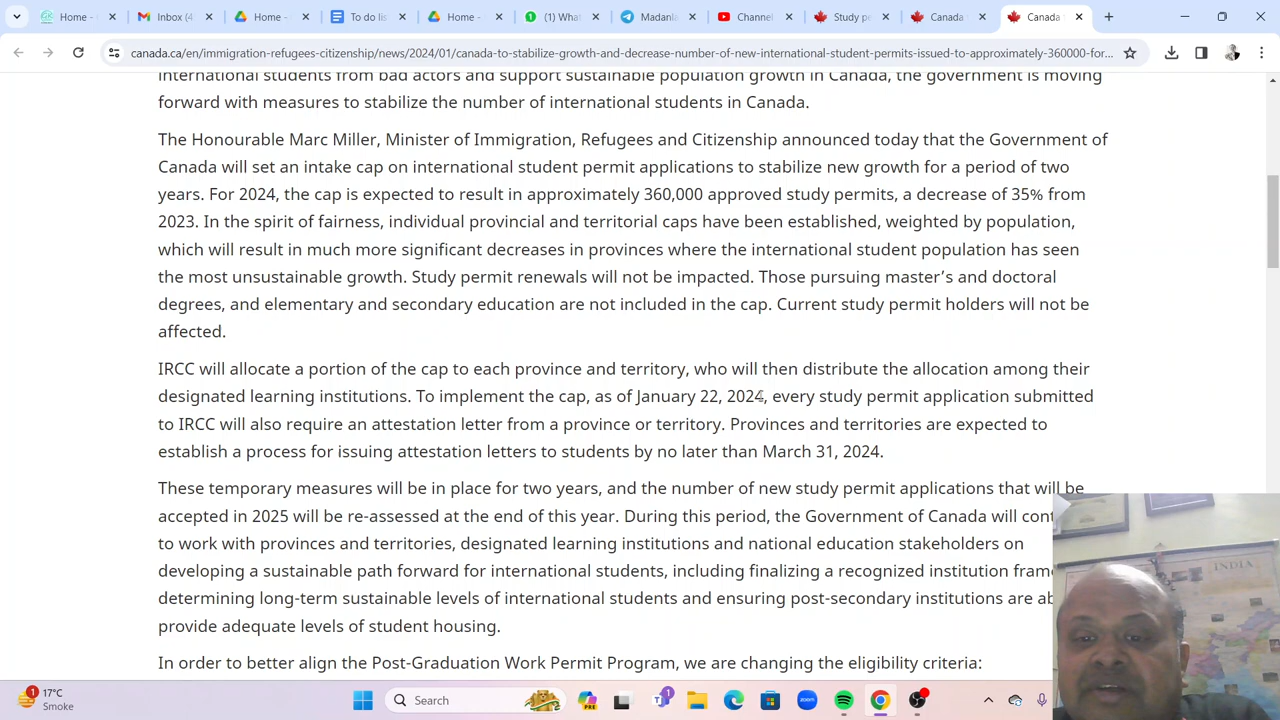 Inbox (4
Home -
Home -
To do lis
Home -
(1) What
Madanla
Channel
Study pe
Canada
Canada
canada.ca/en/immigration-refugees-citizenship/news/2024/01/canada-to-stabilize-growth-and-decrease-number-of-new-international-student-permits-issued-to-approximately-360000-for...
international students from bad actors and support sustainable population growth in Canada, the government is moving
forward with measures to stabilize the number of international students in Canada.
The Honourable Marc Miller, Minister of Immigration, Refugees and Citizenship announced today that the Government of
Canada will set an intake cap on international student permit applications to stabilize new growth for a period of two
years. For 2024, the cap is expected to result in approximately 360,000 approved study permits, a decrease of 35% from
2023. In the spirit of fairness, individual provincial and territorial caps have been established, weighted by population,
which will result in much more significant decreases in provinces where the international student population has seen
the most unsustainable growth. Study permit renewals will not be impacted. Those pursuing master’s and doctoral
degrees, and elementary and secondary education are not included in the cap. Current study permit holders will not be
affected.
IRCC will allocate a portion of the cap to each province and territory, who will then distribute the allocation among their
designated learning institutions. To implement the cap, as of January 22, 2024, every study permit application submitted
to IRCC will also require an attestation letter from a province or territory. Provinces and territories are expected to
establish a process for issuing attestation letters to students by no later than March 31, 2024.
These temporary measures will be in place for two years, and the number of new study permit applications that will be
accepted in 2025 will be re-assessed at the end of this year. During this period, the Government of Canada will cont
to work with provinces and territories, designated learning institutions and national education stakeholders on
developing a sustainable path forward for international students, including finalizing a recognized institution fram
determining long-term sustainable levels of international students and ensuring post-secondary institutions are ab
provide adequate levels of student housing.
In order to better align the Post-Graduation Work Permit Program, we are changing the eligibility criteria:
INDIA
1
17°C
Smoke
Search
1
zoom